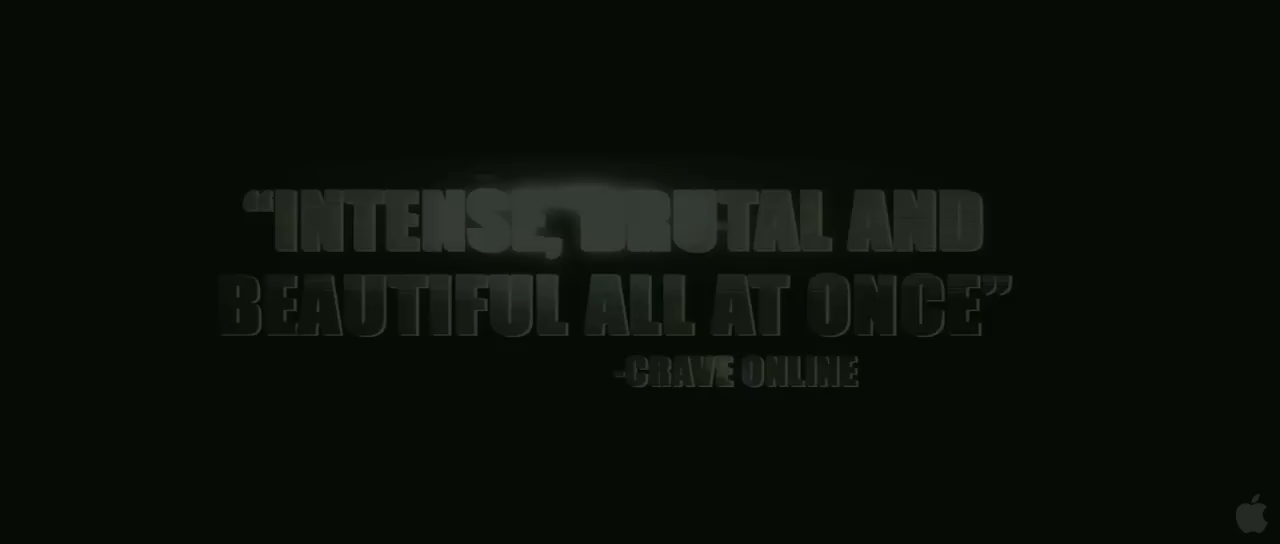 “INTENSE, BRUTAL AND
BEAUTIFUL ALL AT ONCE”
-CRAVE ONLINE